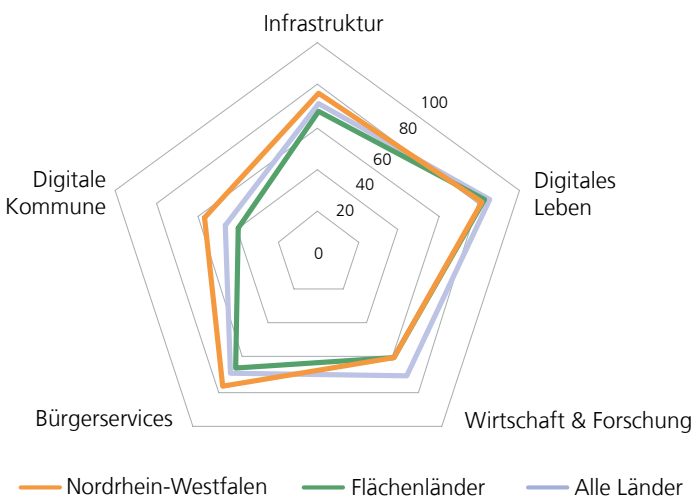 Infrastruktur
100
80
60
40
20
0
Digitales
Leben
Digitale
Kommune
Bürgerservices
Wirtschaft & Forschung
Nordrhein-Westfalen
Flächenländer
Alle Länder